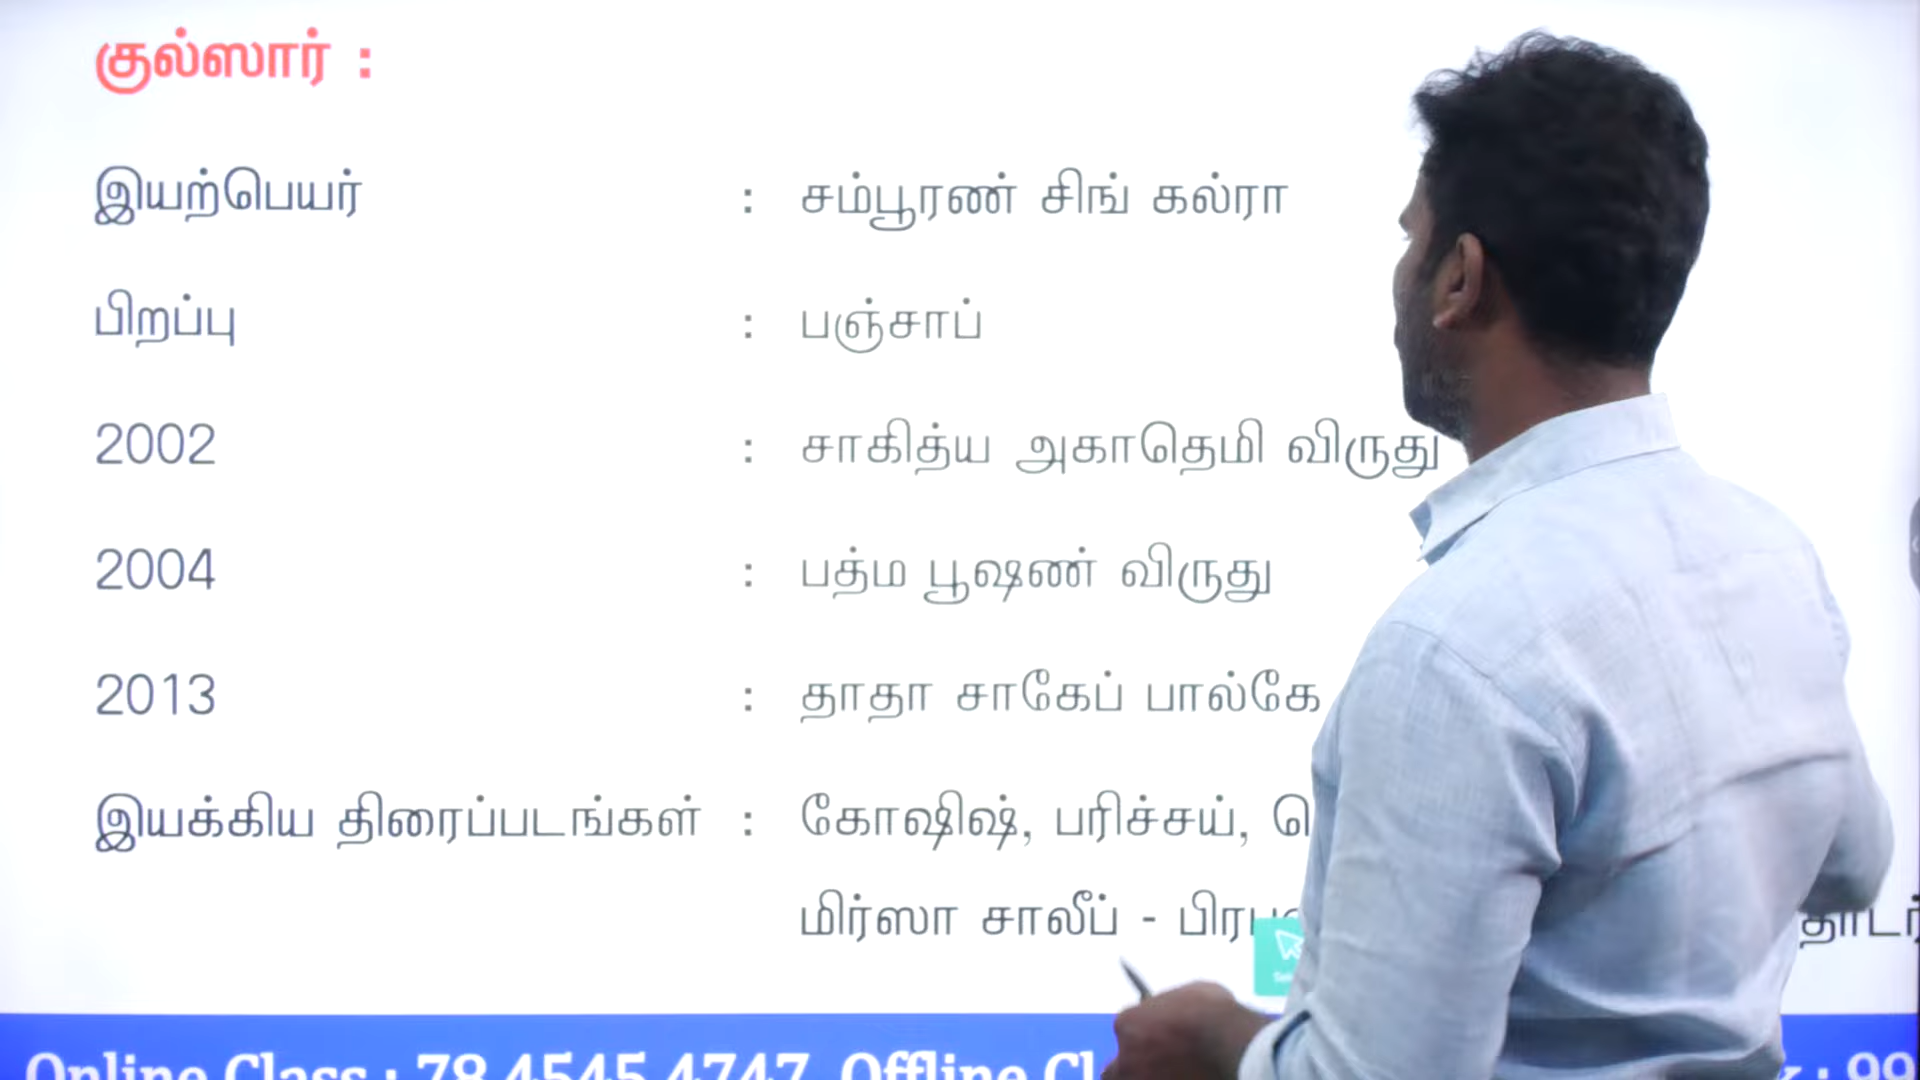 குல்ஸார் :
இயற்பெயர் : சம்பூரண் சிங் கல்ரா
பிறப்பு : பஞ்சாப்
2002 : சாகித்ய அகாதெமி விருது
2004 : பத்ம பூஷண் விருது
2013 : தாதா சாகேப் பால்கே
இயக்கிய திரைப்படங்கள் : கோஷிஷ், பரிச்சய்,
மிர்ஸா சாலீப் -
Online Class : 78 4545 4747 Offline